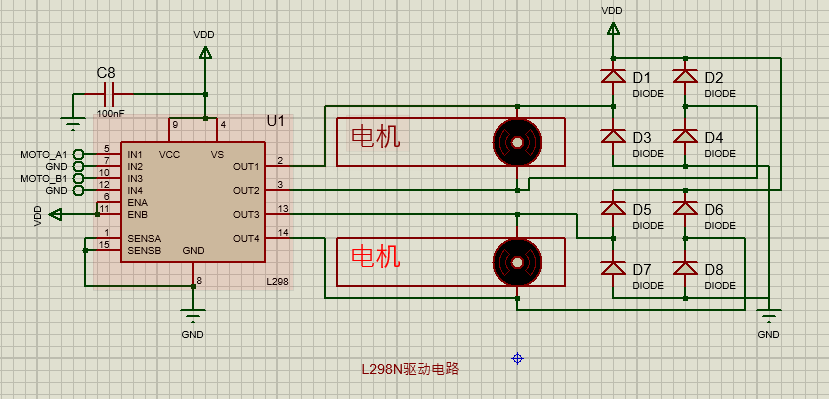 VDD
VDD
C8
100nF
U1
9
4
VCC
VS
MOTO_A1
5
IN1
GND
7
IN2
MOTO_B1
10
IN3
GND
12
IN4
6
ENA
VDD
11
ENB
1
SENSA
15
SENSB
GND
8
OUT1
2
OUT2
3
OUT3
13
OUT4
14
L298
GND
电机
电机
D1
DIODE
D2
DIODE
D3
DIODE
D4
DIODE
D5
DIODE
D6
DIODE
D7
DIODE
D8
DIODE
GND
L298N驱动电路